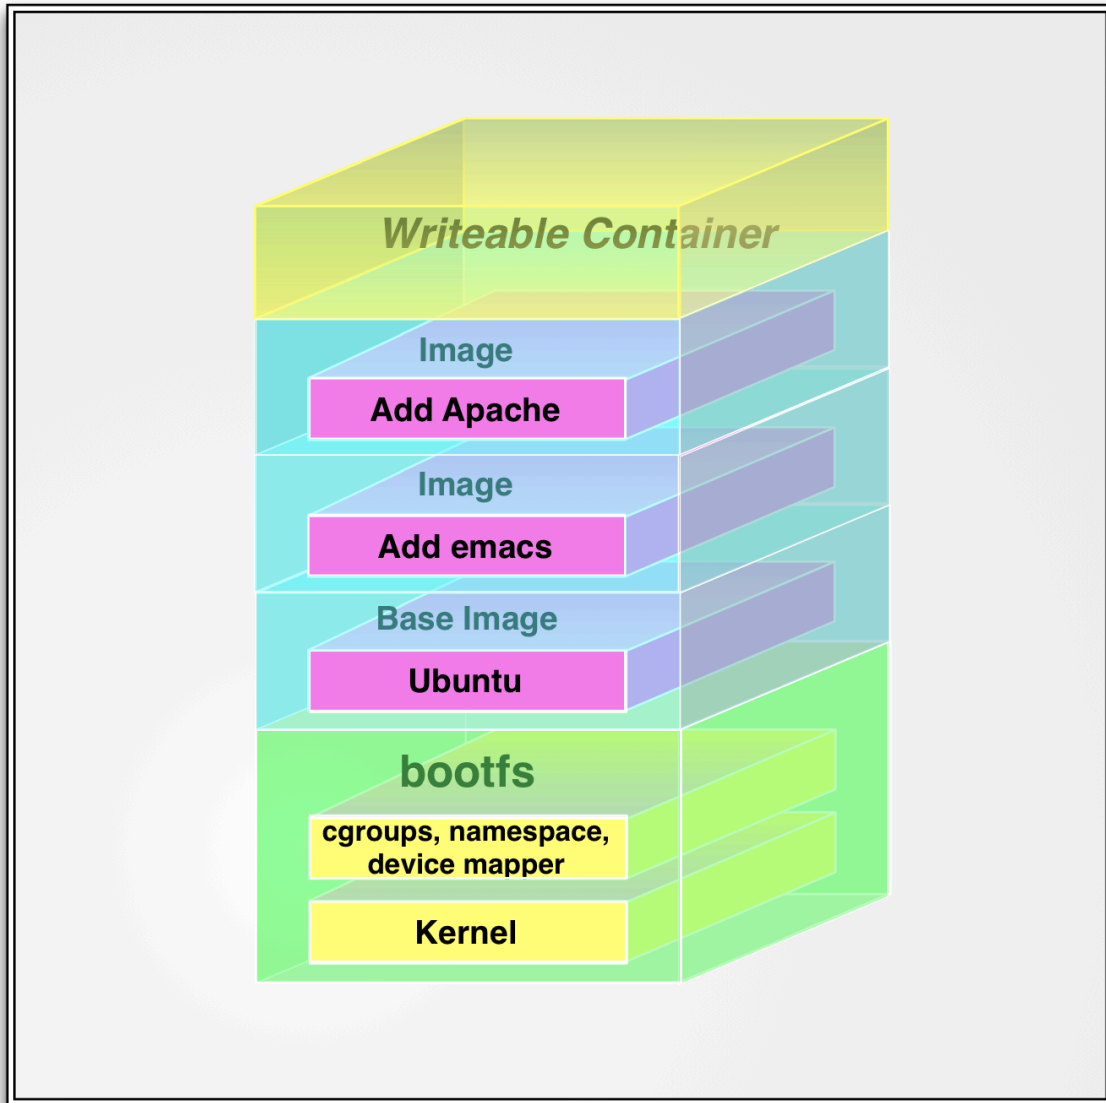 Writeable Container
Image
Add Apache
Image
Add emacs
Base Image
Ubuntu
bootfs
cgroups, namespace,
device mapper
Kernel